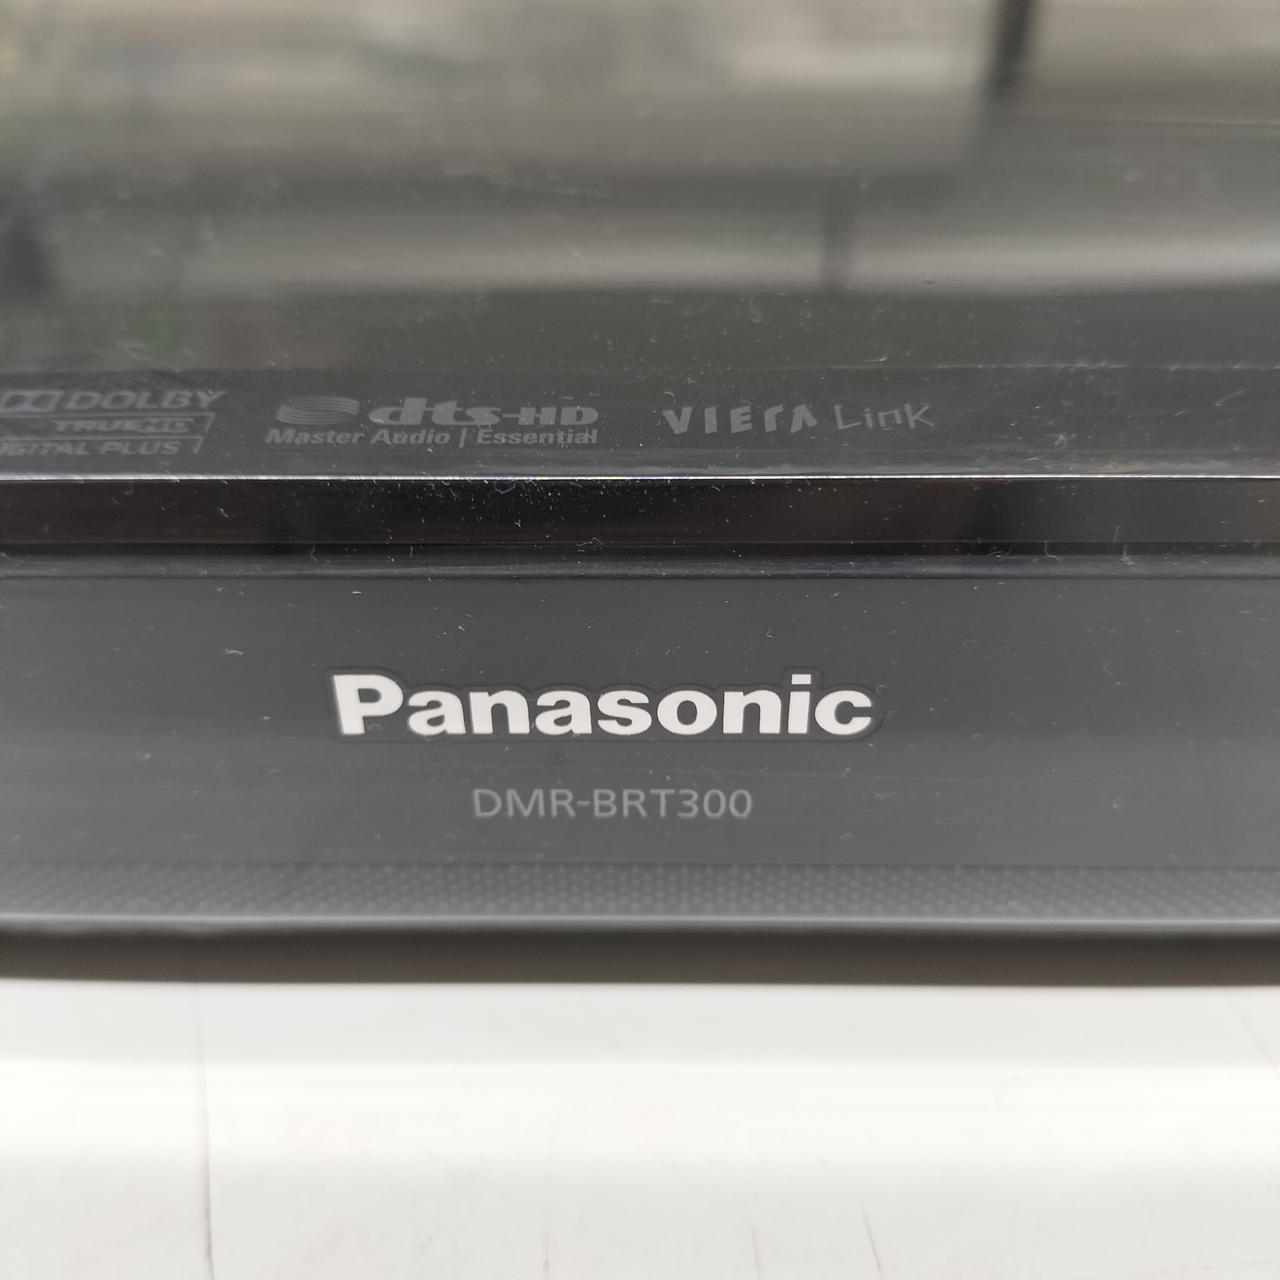 DOLBY
TRUEHD
DIGITAL PLUS
dts-HD
Master Audio | Essential
VIErA Link
Panasonic
DMR-BRT300